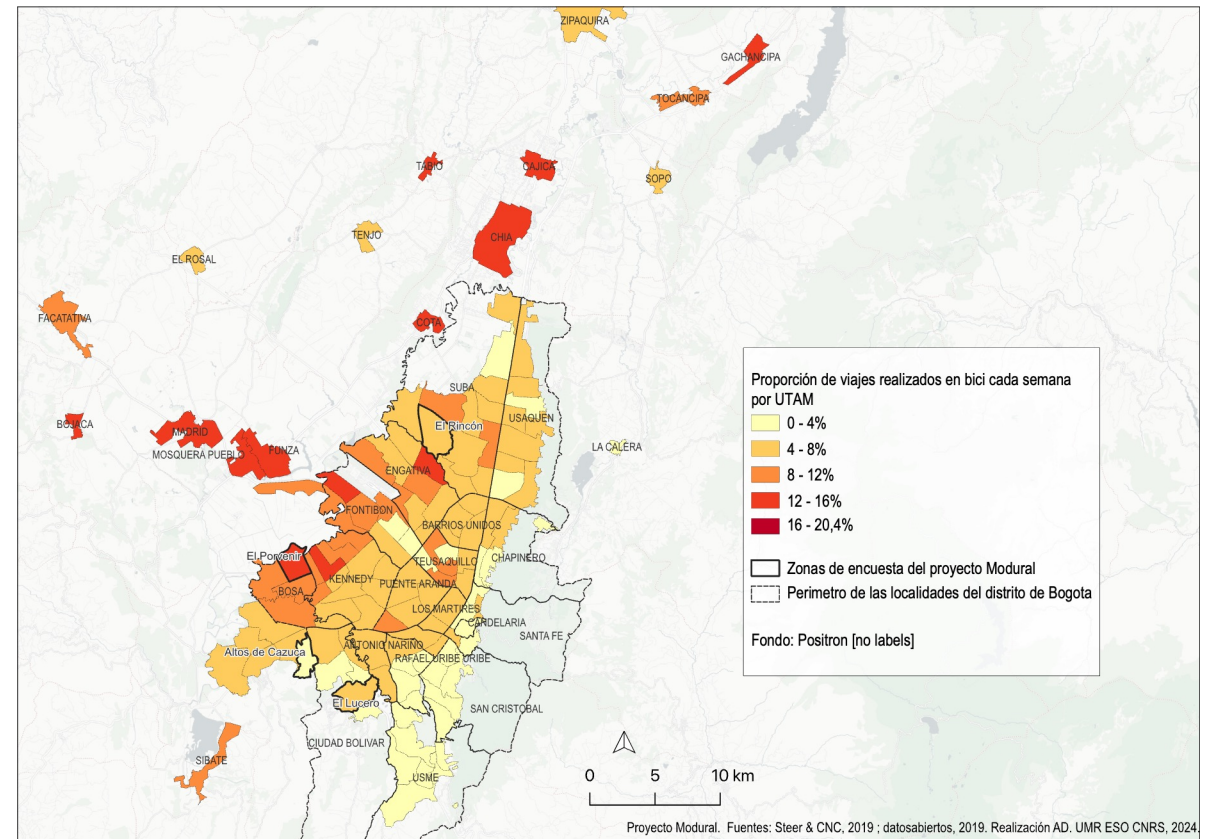 ZIPAQUIRA
GACHANCIPA
TOCANCIPA
TABIO
CAJICA
SOPO
TENJO
CHIA
EL ROSAL
FACATATIVA
COTA
SUBA
USAQUEN
BOJACA
MADRID
El Rincón
MOSQUERA PUEBLO
FUNZA
LA CALERA
ENGATIVA
FONTIBON
BARRIOS UNIDOS
El Porvenir
TEUSAQUILLO
CHAPINERO
KENNEDY
PUENTE ARANDA
BOSA
LOS MARTIRES
CARDELARIA
SANTA FE
Altos de Cazuca
ANTONIO NARIÑO
RAFAEL URIBE URIBE
El Lucero
SAN CRISTOBAL
CIUDAD BOLIVAR
SIBATE
USME
Proporción de viajes realizados en bici cada semana
por UTAM
0 - 4%
4 - 8%
8 - 12%
12 - 16%
16 - 20,4%
Zonas de encuesta del proyecto Modural
Perimetro de las localidades del distrito de Bogota
Fondo: Positron [no labels]
0 5 10 km
Proyecto Modural. Fuentes: Steer & CNC, 2019 ; datosabiertos, 2019. Realización AD. UMR ESO CNRS, 2024.